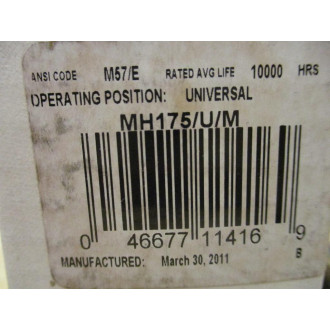 ANSI CODE M57/E RATED AVG LIFE 10000 HRS
OPERATING POSITION: UNIVERSAL
MH175/U/M
0 46677 11416 9
MANUFACTURED: March 30, 2011 B